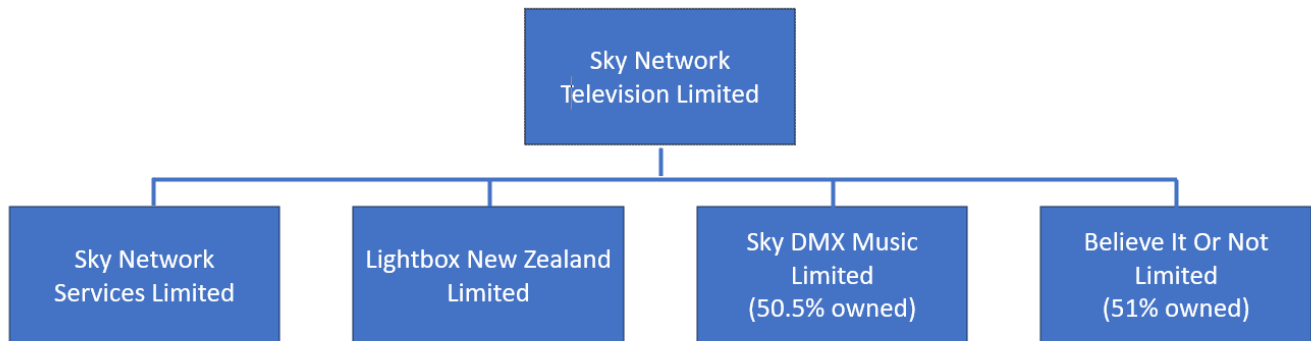 Sky Network
Television Limited
Sky Network
Services Limited
Lightbox New Zealand
Limited
Sky DMX Music
Limited
(50.5% owned)
Believe It Or Not
Limited
(51% owned)